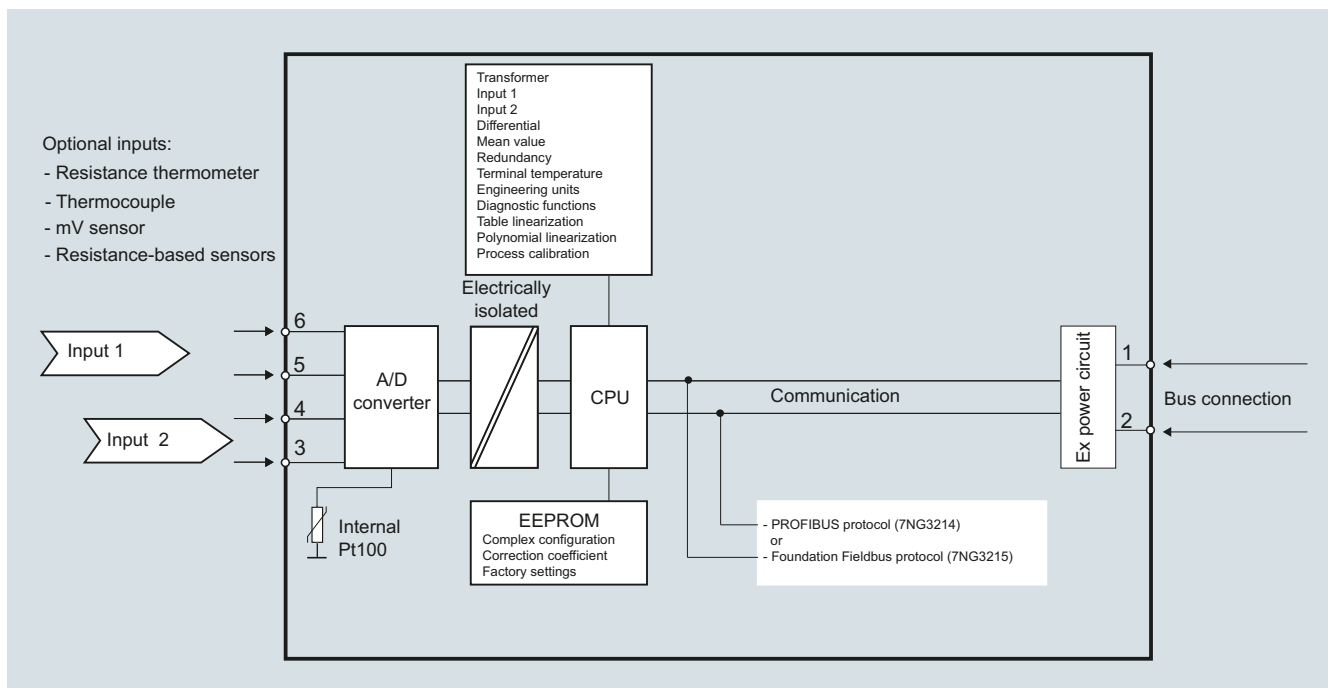 Transformer
Input 1
Input 2
Differential
Mean value
Redundancy
Terminal temperature
Engineering units
Diagnostic functions
Table linearization
Polynomial linearization
Process calibration
Optional inputs:
- Resistance thermometer
- Thermocouple
- mV sensor
- Resistance-based sensors
Electrically
isolated
Input 1
Input 2
6
5
4
3
A/D
converter
CPU
Communication
Ex power circuit
1
2
Bus connection
Internal
Pt100
EEPROM
Complex configuration
Correction coefficient
Factory settings
- PROFIBUS protocol (7NG3214)
or
- Foundation Fieldbus protocol (7NG3215)